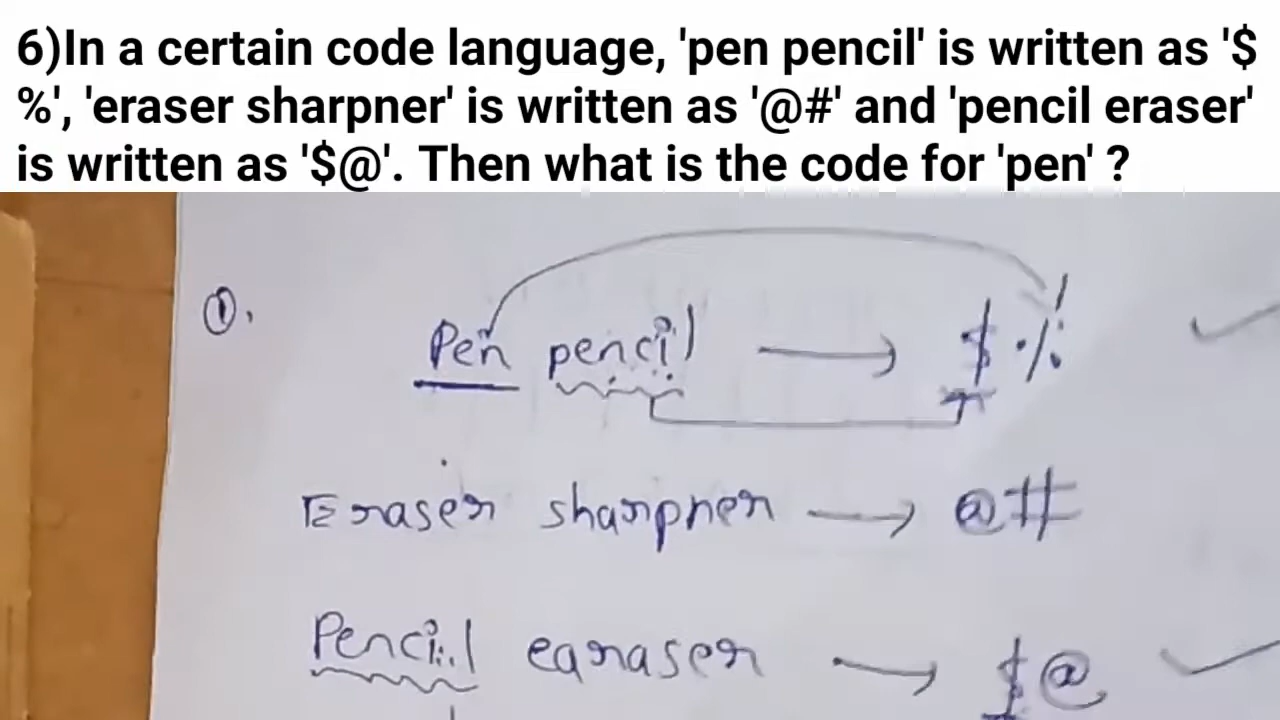 6)In a certain code language, 'pen pencil' is written as '$
%', 'eraser sharpner' is written as '@#' and 'pencil eraser'
is written as '$@'. Then what is the code for 'pen' ?
①. Pen pencil → $ %
Eraser sharpner → @#
Pencil earaser → $@